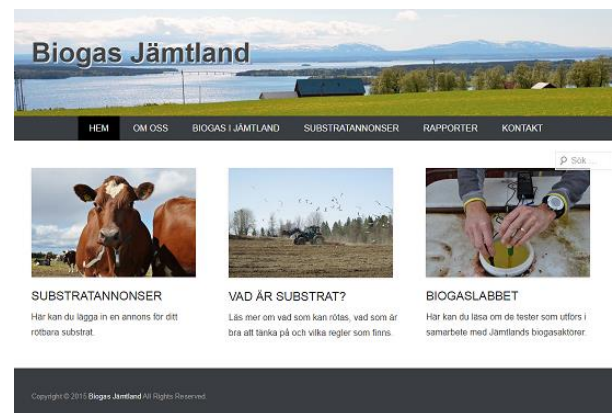 Biogas Jämtland
HEM OM OSS BIOGAS I JÄMTLAND SUBSTRATANNONSER RAPPORTER KONTAKT
Sök ...
SUBSTRATANNONSER
Här kan du lägga in en annons för ditt
rötbara substrat.
VAD ÄR SUBSTRAT?
Läs mer om vad som kan rötas, vad som är
bra att tänka på och vilka regler som finns.
BIOGASLABBET
Här kan du läsa om de tester som utförs i
samarbete med Jämtlands biogasaktörer.
Copyright © 2015 Biogas Jämtland All Rights Reserved.